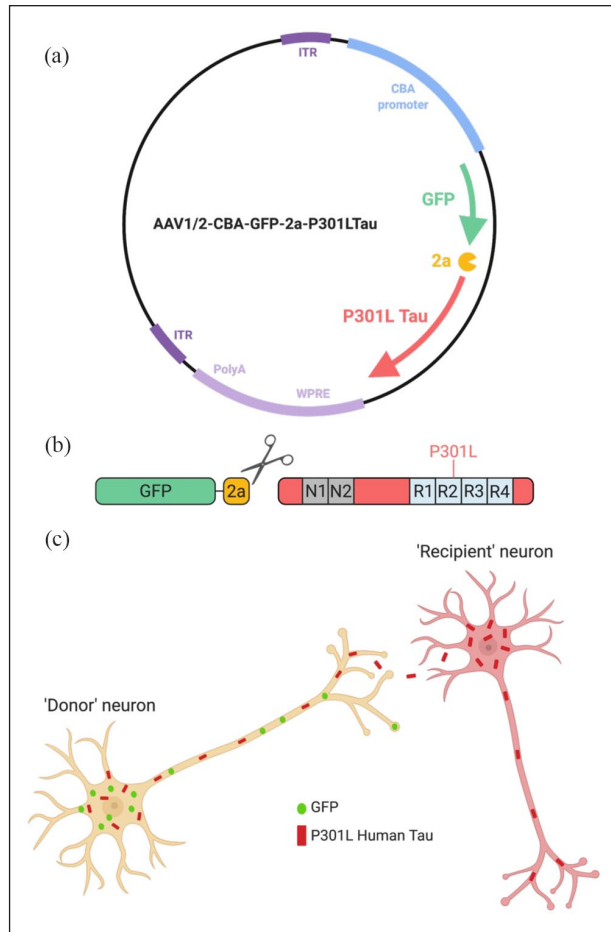 (a)
ITR
CBA
promoter
GFP
AAV1/2-CBA-GFP-2a-P301LTau
2a
P301L Tau
ITR
PolyA
WPRE
(b)
P301L
GFP
2a
N1
N2
R1
R2
R3
R4
(c)
'Recipient' neuron
'Donor' neuron
GFP
P301L Human Tau